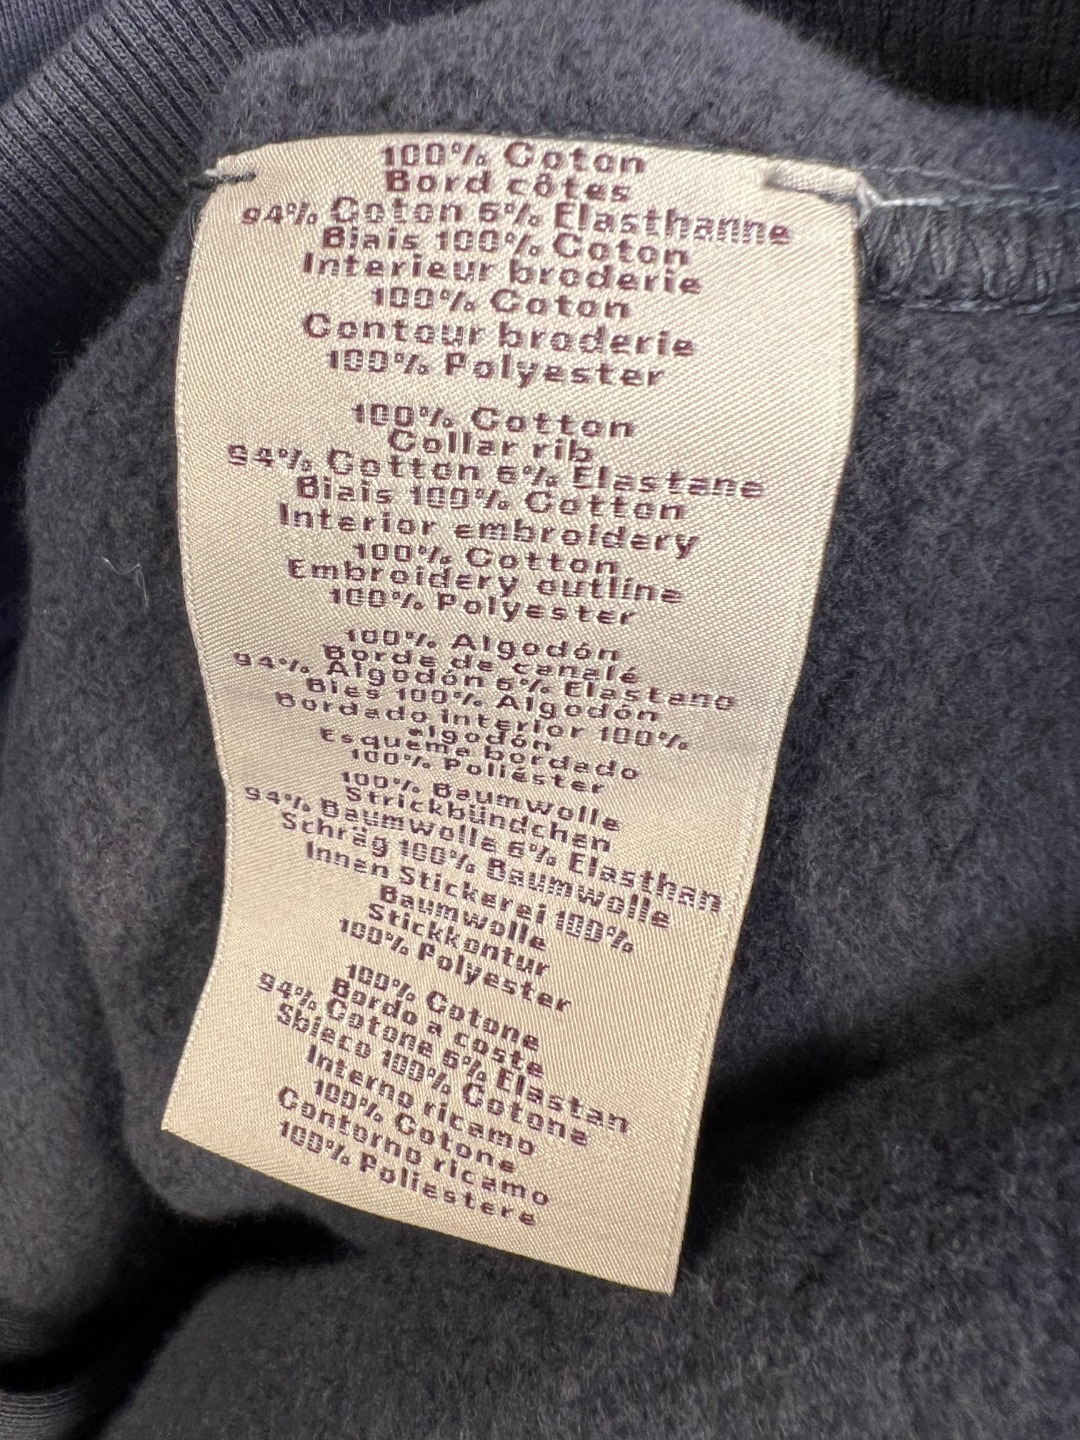 100% Coton
Bord côtes
94% Coton 6% Elasthanne
Biais 100% Coton
Interieur broderie
100% Coton
Contour broderie
100% Polyester
100% Cotton
Collar rib
94% Cotton 6% Elastane
Biais 100% Cotton
Interior embroidery
100% Cotton
Embroidery outline
100% Polyester
100% Algodón
Borde de canalé
94% Algodón 6% Elastano
Bies 100% Algodón
Bordado interior 100%
algodón
Esquema bordado
100% Poliéster
100% Baumwolle
Strickbündchen
94% Baumwolle 6% Elasthan
Schräg 100% Baumwolle
Innen Stickerei 100%
Baumwolle
Stickkontur
100% Polyester
100% Cotone
Bordo a coste
94% Cotone 6% Elastan
Sbieco 100% Cotone
Interno ricamo
100% Cotone
Contorno ricamo
100% Poliestere